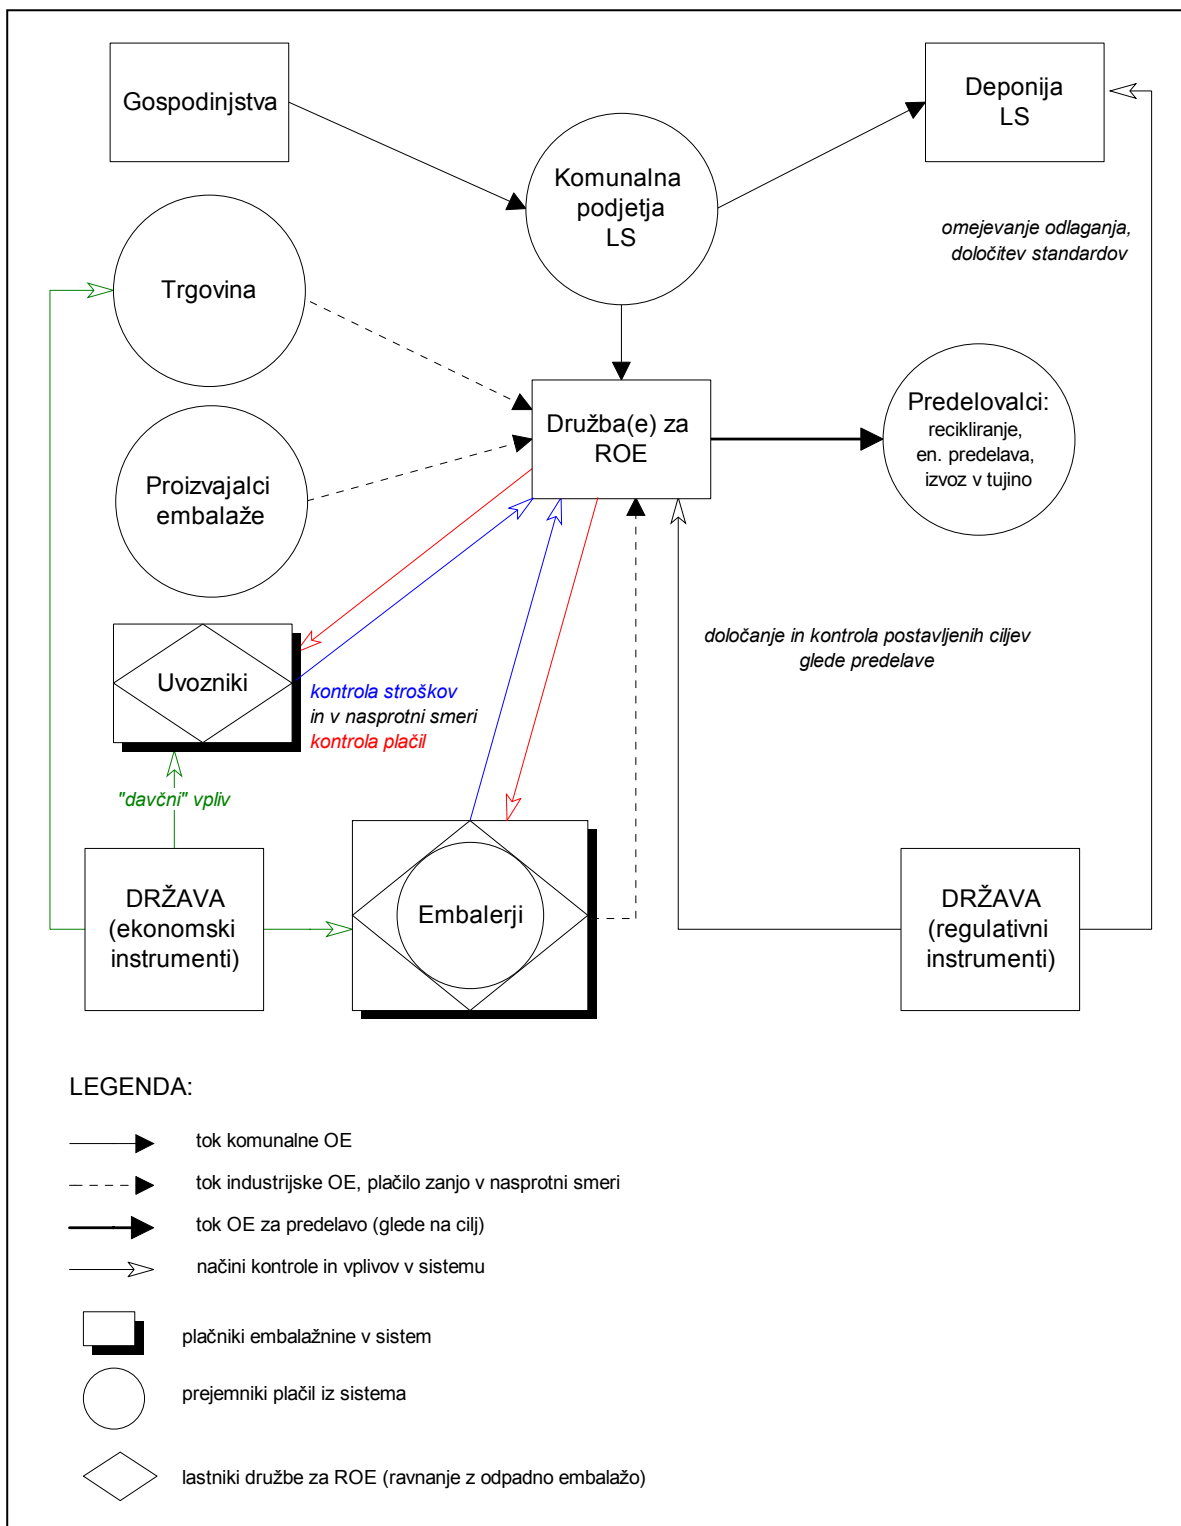 Gospodinjstva
Deponija
LS
Komunalna
podjetja
LS
omejevanje odlaganja,
določitev standardov
Trgovina
Družba(e) za
ROE
Predelovalci:
recikliranje,
en. predelava,
izvoz v tujino
Proizvajalci
embalaže
določanje in kontrola postavljenih ciljev
glede predelave
Uvozniki
kontrola stroškov
in v nasprotni smeri
kontrola plačil
"davčni" vpliv
DRŽAVA
(ekonomski
instrumenti)
Embalerji
DRŽAVA
(regulativni
instrumenti)
LEGENDA:
tok komunalne OE
tok industrijske OE, plačilo zanjo v nasprotni smeri
tok OE za predelavo (glede na cilj)
načini kontrole in vplivov v sistemu
plačniki embalažnine v sistem
prejemniki plačil iz sistema
lastniki družbe za ROE (ravnanje z odpadno embalažo)